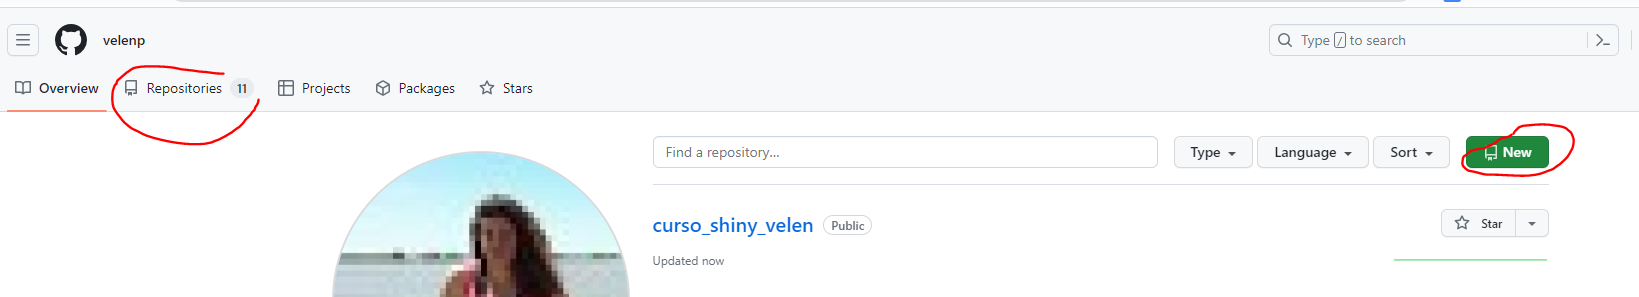 velenp
Type / to search
Overview Repositories 11 Projects Packages Stars
Find a repository... Type Language Sort New
curso_shiny_velen Public Star
Updated now